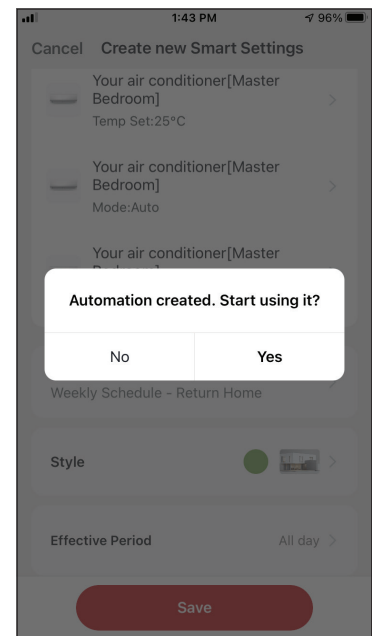 1:43 PM
96%
Cancel
Create new Smart Settings
Your air conditioner[Master
Bedroom]
Temp Set:25°C
Your air conditioner[Master
Bedroom]
Mode:Auto
Your air conditioner[Master
Automation created. Start using it?
No
Yes
Weekly Schedule - Return Home
Style
Effective Period
All day
Save